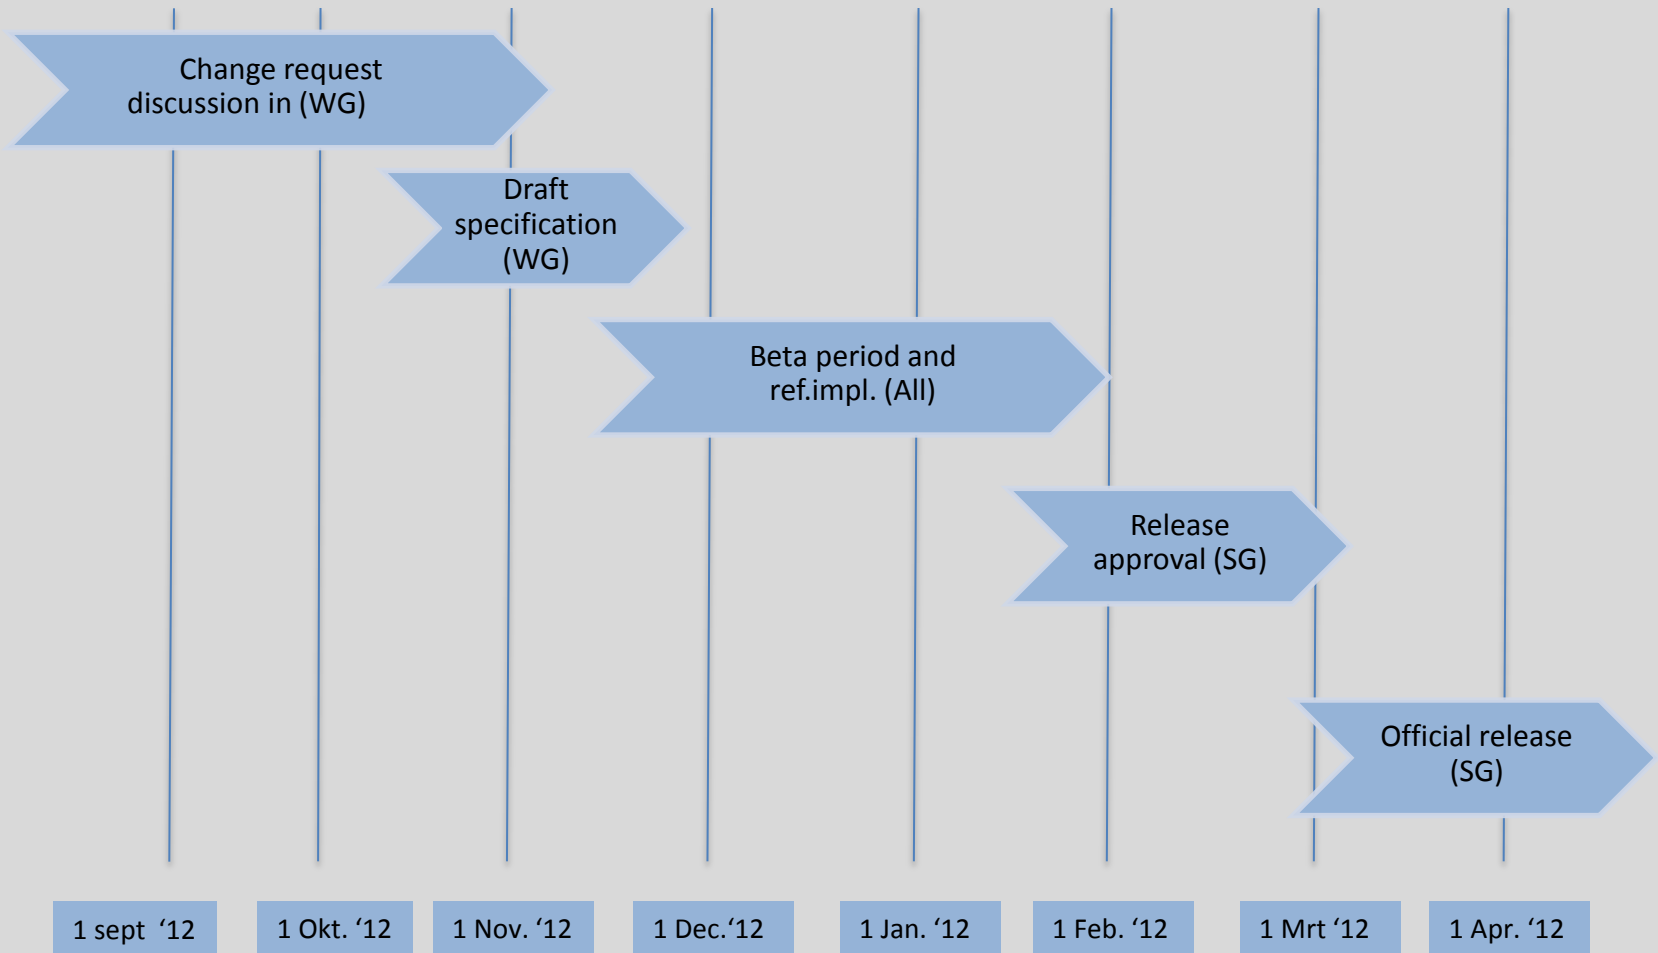 Change request
discussion in (WG)
Draft
specification
(WG)
Beta period and
ref.impl. (All)
Release
approval (SG)
Official release
(SG)
1 sept  ‘12
1 Okt. ‘12
1 Nov. ‘12
1 Dec.‘12
1 Jan. ‘12
1 Feb. ‘12
1 Mrt ‘12
1 Apr. ‘12